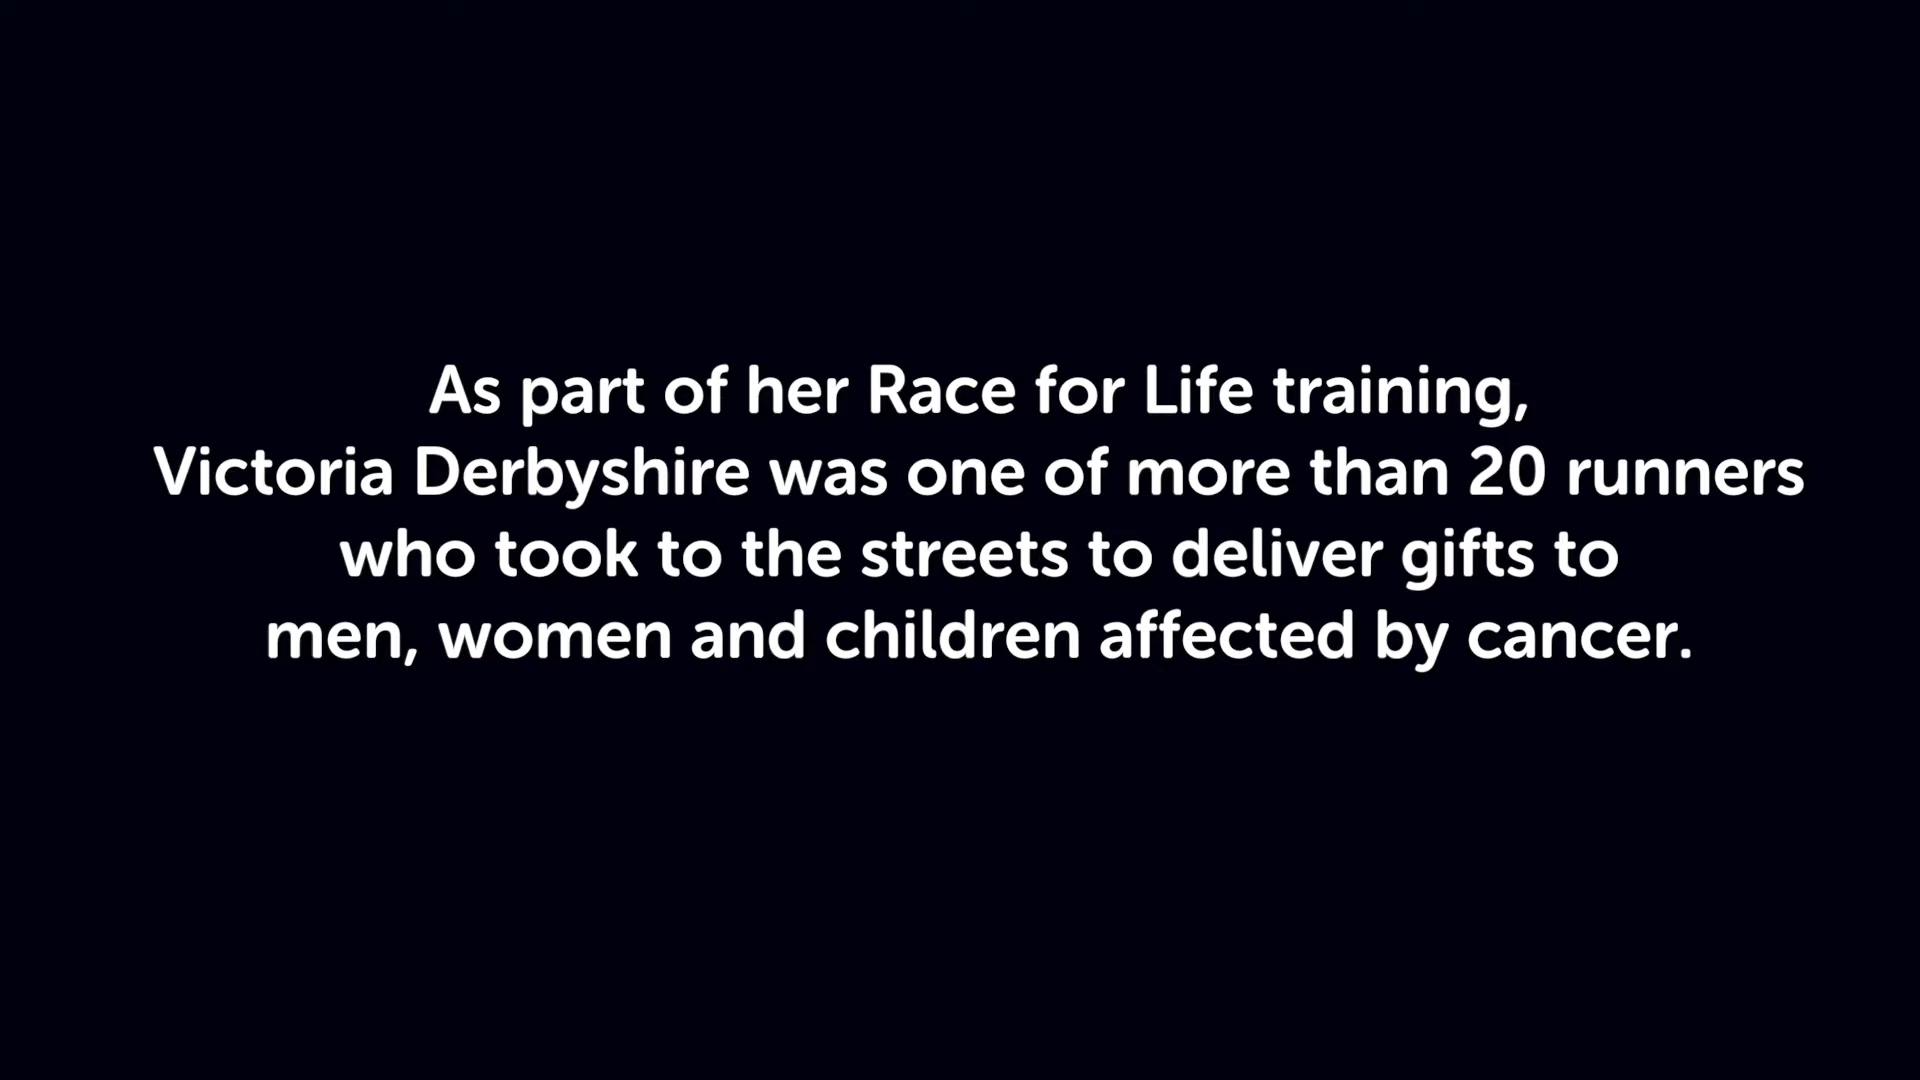 As part of her Race for Life training,
Victoria Derbyshire was one of more than 20 runners
who took to the streets to deliver gifts to
men, women and children affected by cancer.